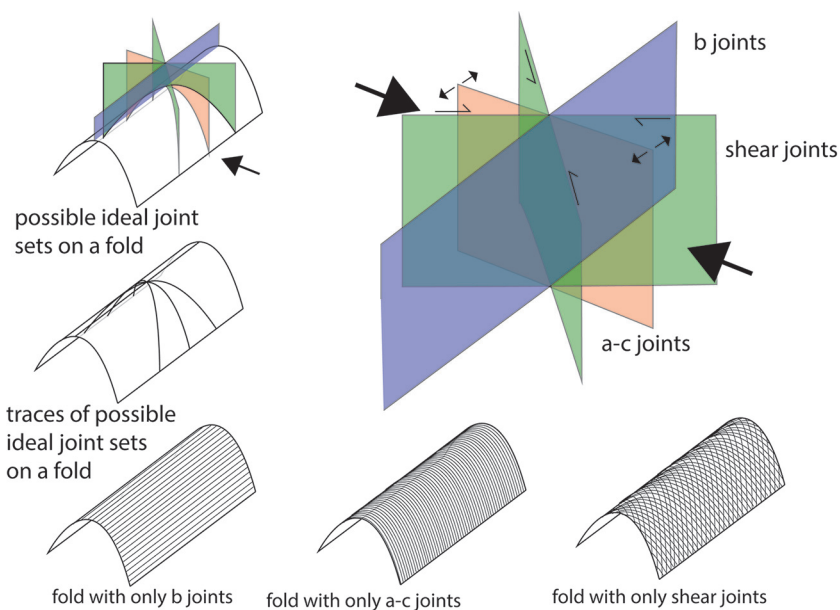 possible ideal joint
sets on a fold
b joints
shear joints
a-c joints
traces of possible
ideal joint sets
on a fold
fold with only b joints
fold with only a-c joints
fold with only shear joints